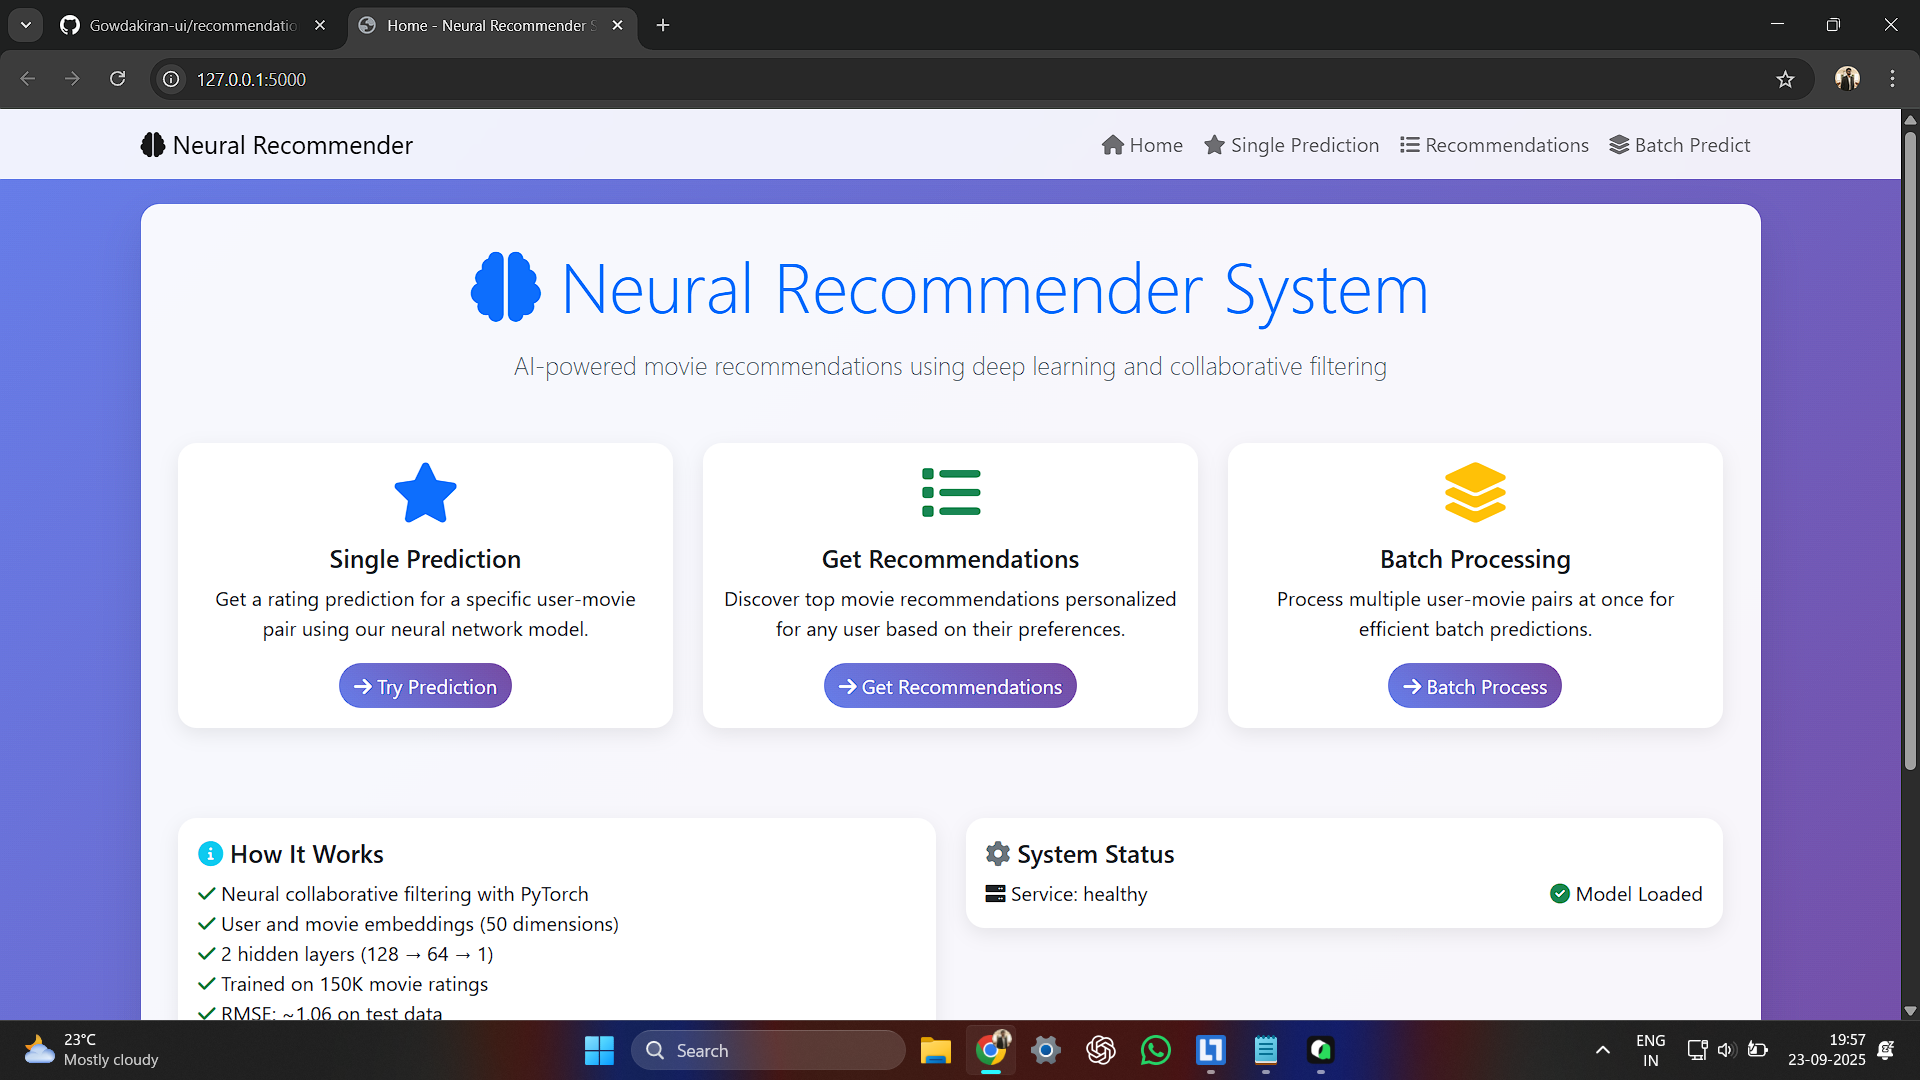 Gowdakiran-ui/recommendatio
Home - Neural Recommender S
127.0.0.1:5000
Neural Recommender
Home
Single Prediction
Recommendations
Batch Predict
Neural Recommender System
AI-powered movie recommendations using deep learning and collaborative filtering
Single Prediction
Get a rating prediction for a specific user-movie
pair using our neural network model.
→ Try Prediction
Get Recommendations
Discover top movie recommendations personalized
for any user based on their preferences.
→ Get Recommendations
Batch Processing
Process multiple user-movie pairs at once for
efficient batch predictions.
→ Batch Process
How It Works
Neural collaborative filtering with PyTorch
User and movie embeddings (50 dimensions)
2 hidden layers (128 → 64 → 1)
Trained on 150K movie ratings
RMSE: ~1.06 on test data
System Status
Service: healthy
Model Loaded
23°C
Mostly cloudy
Search
ENG
IN
19:57
23-09-2025